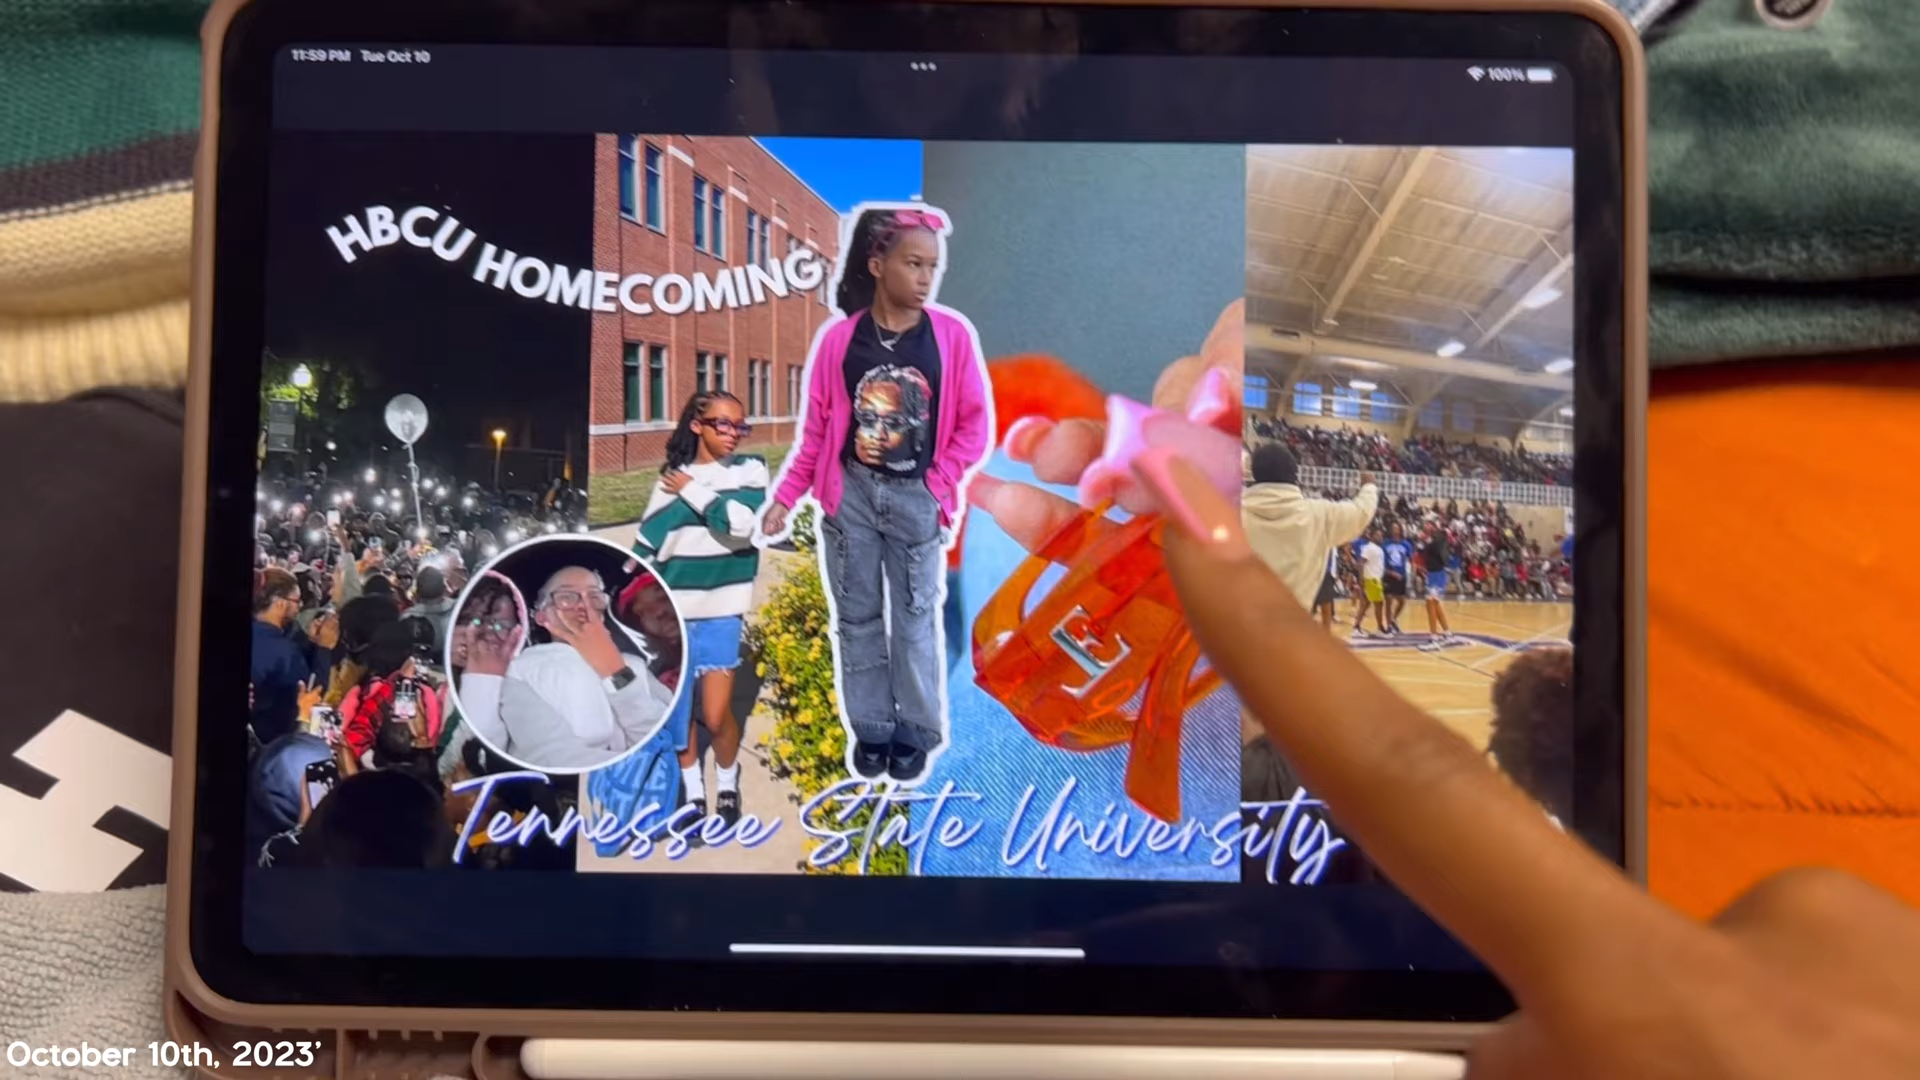 11:59 PM Tue Oct 10
100%
HBCU HOMECOMING
E
Tennessee State University
H
October 10th, 2023’